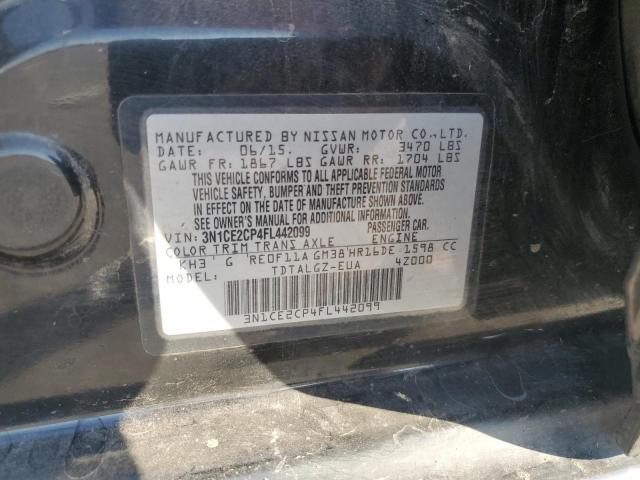 MANUFACTURED BY NISSAN MOTOR CO.,LTD.
DATE: 06/15. GVWR: 3470 LBS
GAWR FR: 1867 LBS GAWR RR: 1704 LBS
THIS VEHICLE CONFORMS TO ALL APPLICABLE FEDERAL MOTOR
VEHICLE SAFETY, BUMPER AND THEFT PREVENTION STANDARDS
IN EFFECT ON THE DATE OF MANUFACTURE SHOWN ABOVE.
SEE OWNER'S MANUAL FOR ADDITIONAL INFORMATION.
VIN: 3N1CE2CP4FL442099 PASSENGER CAR.
COLOR TRIM TRANS AXLE ENGINE
KH3 G RE0F11A GM38 HR16DE 1598 CC
MODEL: TDTALGZ-EUA 4Z000
3N1CE2CP4FL442099